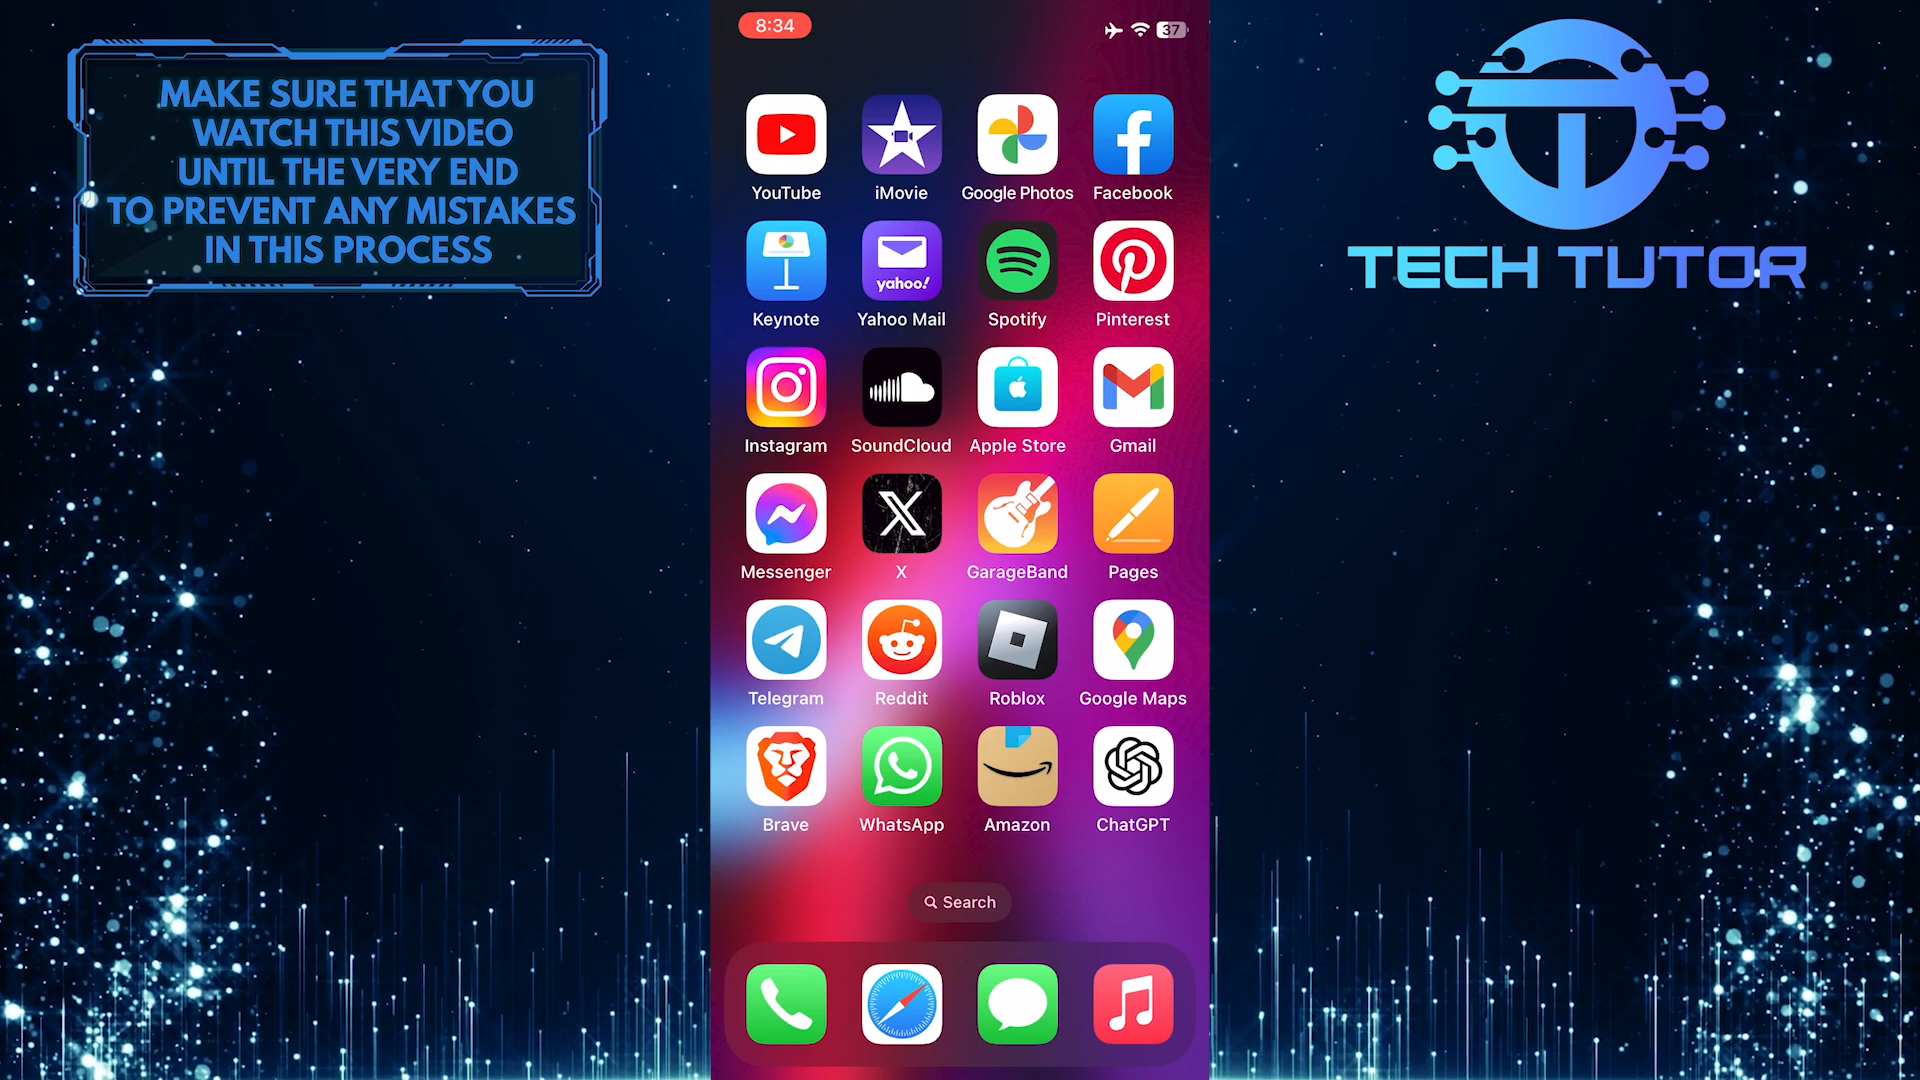 MAKE SURE THAT YOU
WATCH THIS VIDEO
UNTIL THE VERY END
TO PREVENT ANY MISTAKES
IN THIS PROCESS
8:34
37
TECH TUTOR
YouTube
iMovie
Google Photos
Facebook
yahoo!
Keynote
Yahoo Mail
Spotify
Pinterest
Instagram
SoundCloud
Apple Store
Gmail
Messenger
X
GarageBand
Pages
Telegram
Reddit
Roblox
Google Maps
Brave
WhatsApp
Amazon
ChatGPT
Search